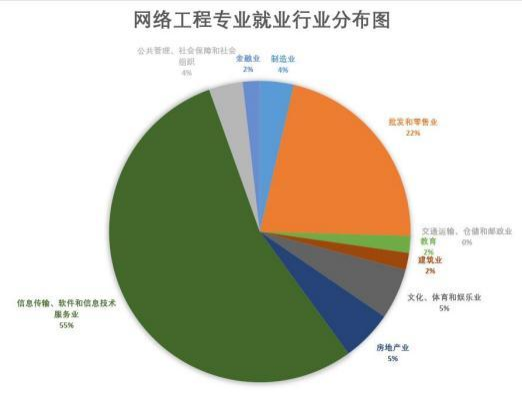 网络工程专业就业行业分布图
公共管理、社会保障和社会
组织
4%
金融业
2%
制造业
4%
批发和零售业
22%
交通运输、仓储和邮政业
0%
教育
2%
建筑业
2%
文化、体育和娱乐业
5%
房地产业
5%
信息传输、软件和信息技术
服务业
55%